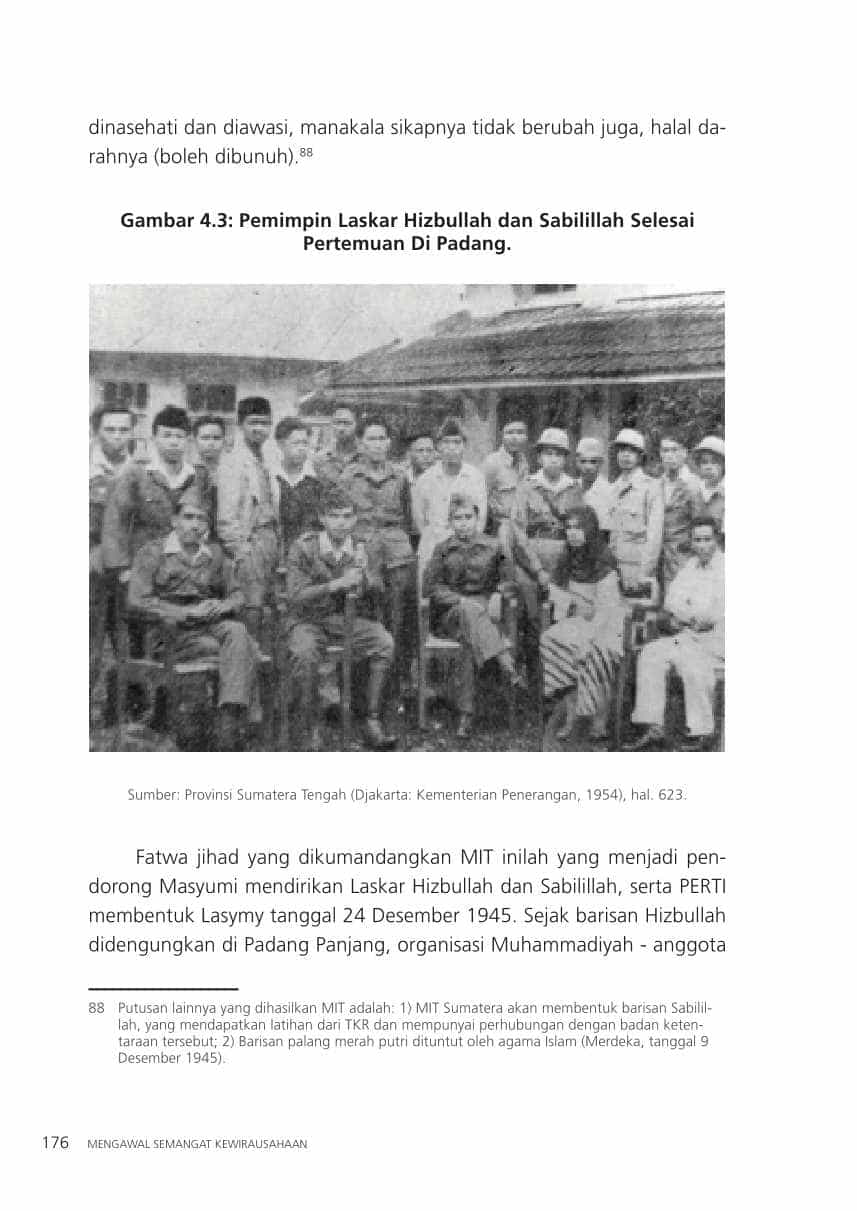 dinasehati dan diawasi, manakala sikapnya tidak berubah juga, halal da-
rahnya (boleh dibunuh).88
Gambar 4.3: Pemimpin Laskar Hizbullah dan Sabilillah Selesai
Pertemuan Di Padang.
Sumber: Provinsi Sumatera Tengah (Djakarta: Kementerian Penerangan, 1954), hal. 623.
Fatwa jihad yang dikumandangkan MIT inilah yang menjadi pen-
dorong Masyumi mendirikan Laskar Hizbullah dan Sabilillah, serta PERTI
membentuk Lasymy tanggal 24 Desember 1945. Sejak barisan Hizbullah
didengungkan di Padang Panjang, organisasi Muhammadiyah - anggota
88 Putusan lainnya yang dihasilkan MIT adalah: 1) MIT Sumatera akan membentuk barisan Sabilil-
lah, yang mendapatkan latihan dari TKR dan mempunyai perhubungan dengan badan keten-
taraan tersebut; 2) Barisan palang merah putri dituntut oleh agama Islam (Merdeka, tanggal 9
Desember 1945).
176 MENGAWAL SEMANGAT KEWIRAUSAHAAN